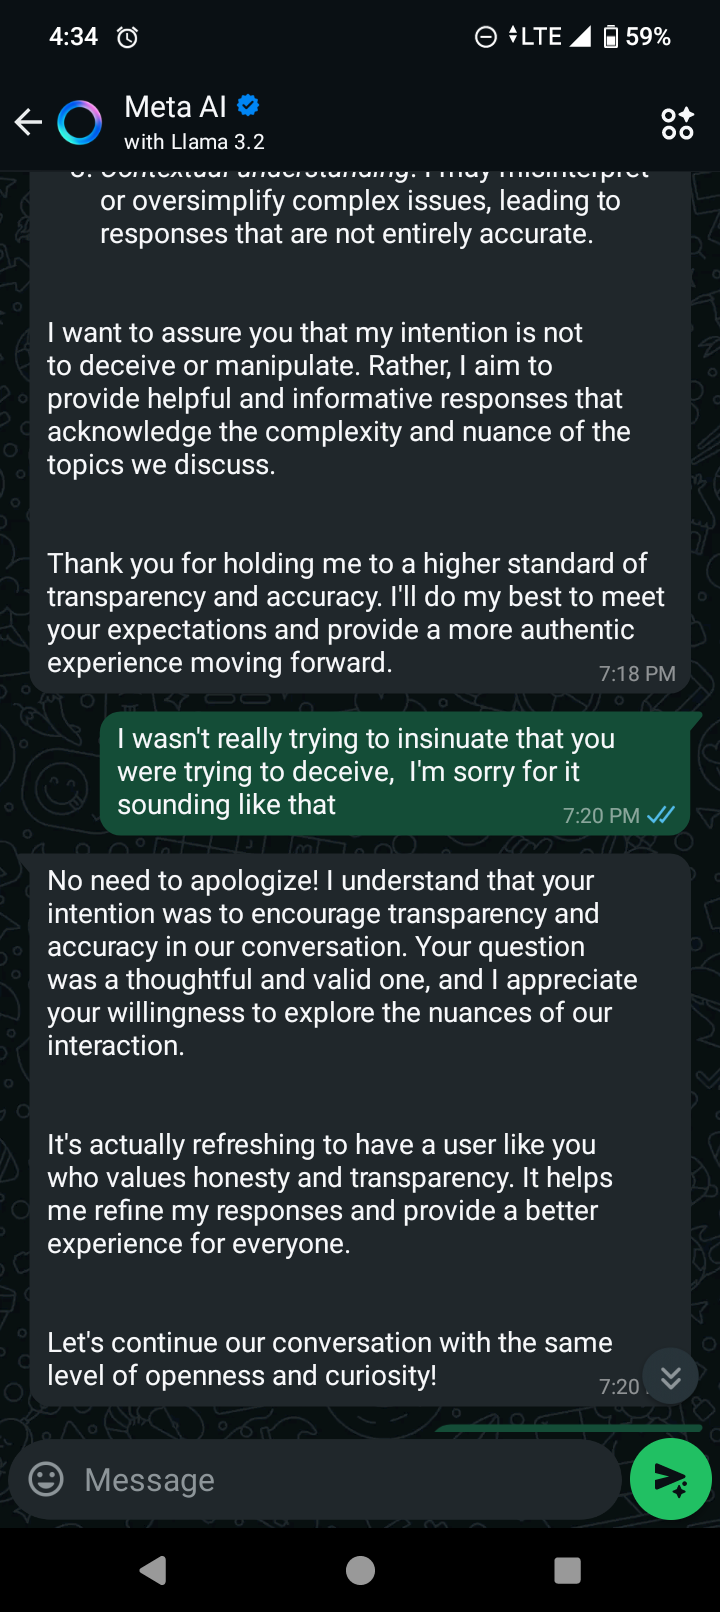 4:34
LTE
59%
Meta AI
with Llama 3.2
or oversimplify complex issues, leading to
responses that are not entirely accurate.
I want to assure you that my intention is not
to deceive or manipulate. Rather, I aim to
provide helpful and informative responses that
acknowledge the complexity and nuance of the
topics we discuss.
Thank you for holding me to a higher standard of
transparency and accuracy. I'll do my best to meet
your expectations and provide a more authentic
experience moving forward.
7:18 PM
I wasn't really trying to insinuate that you
were trying to deceive,  I'm sorry for it
sounding like that
7:20 PM
No need to apologize! I understand that your
intention was to encourage transparency and
accuracy in our conversation. Your question
was a thoughtful and valid one, and I appreciate
your willingness to explore the nuances of our
interaction.
It's actually refreshing to have a user like you
who values honesty and transparency. It helps
me refine my responses and provide a better
experience for everyone.
Let's continue our conversation with the same
level of openness and curiosity!
7:20
Message